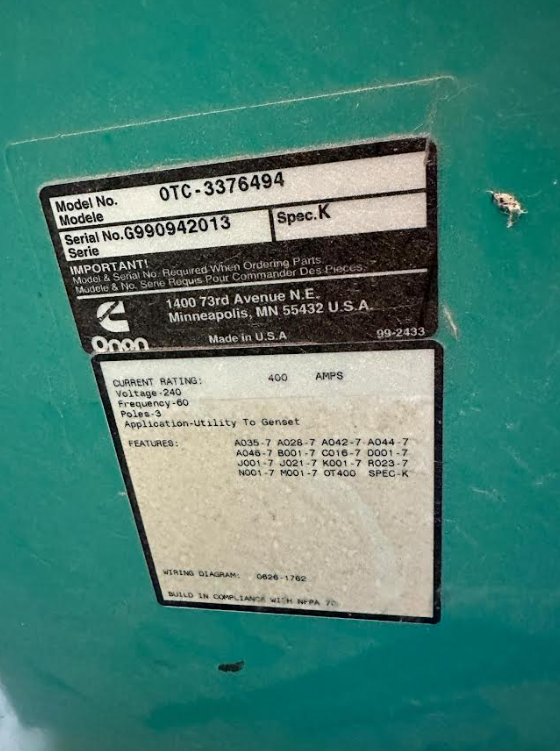 Model No. OTC-3376494
Modele
Serial No. G990942013 Spec. K
Serie
IMPORTANT!
Model & Serial No. Required When Ordering Parts
Modele & No. Serie Requis Pour Commander Des Pieces
1400 73rd Avenue N.E.
Minneapolis, MN 55432 U.S.A.
Onan
Made in U.S.A 99-2433
CURRENT RATING: 400 AMPS
Voltage-240
Frequency-60
Poles-3
Application-Utility To Genset
FEATURES: A035-7 A028-7 A042-7 A044-7
A046-7 B001-7 C016-7 D001-7
J001-7 J021-7 K001-7 R023-7
N001-7 M001-7 OT400 SPEC-K
WIRING DIAGRAM: 0626-1762
BUILD IN COMPLIANCE WITH NFPA